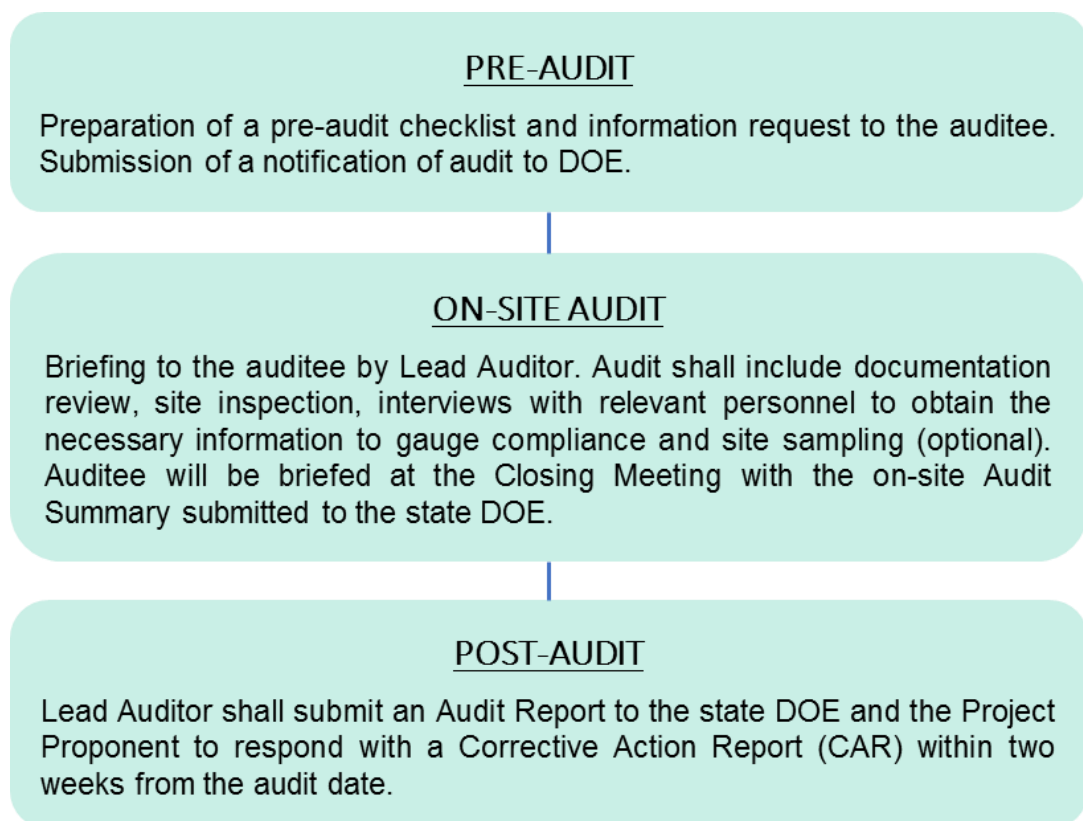 PRE-AUDIT
Preparation of a pre-audit checklist and information request to the auditee.
Submission of a notification of audit to DOE.
ON-SITE AUDIT
Briefing to the auditee by Lead Auditor. Audit shall include documentation
review, site inspection, interviews with relevant personnel to obtain the
necessary information to gauge compliance and site sampling (optional).
Auditee will be briefed at the Closing Meeting with the on-site Audit
Summary submitted to the state DOE.
POST-AUDIT
Lead Auditor shall submit an Audit Report to the state DOE and the Project
Proponent to respond with a Corrective Action Report (CAR) within two
weeks from the audit date.